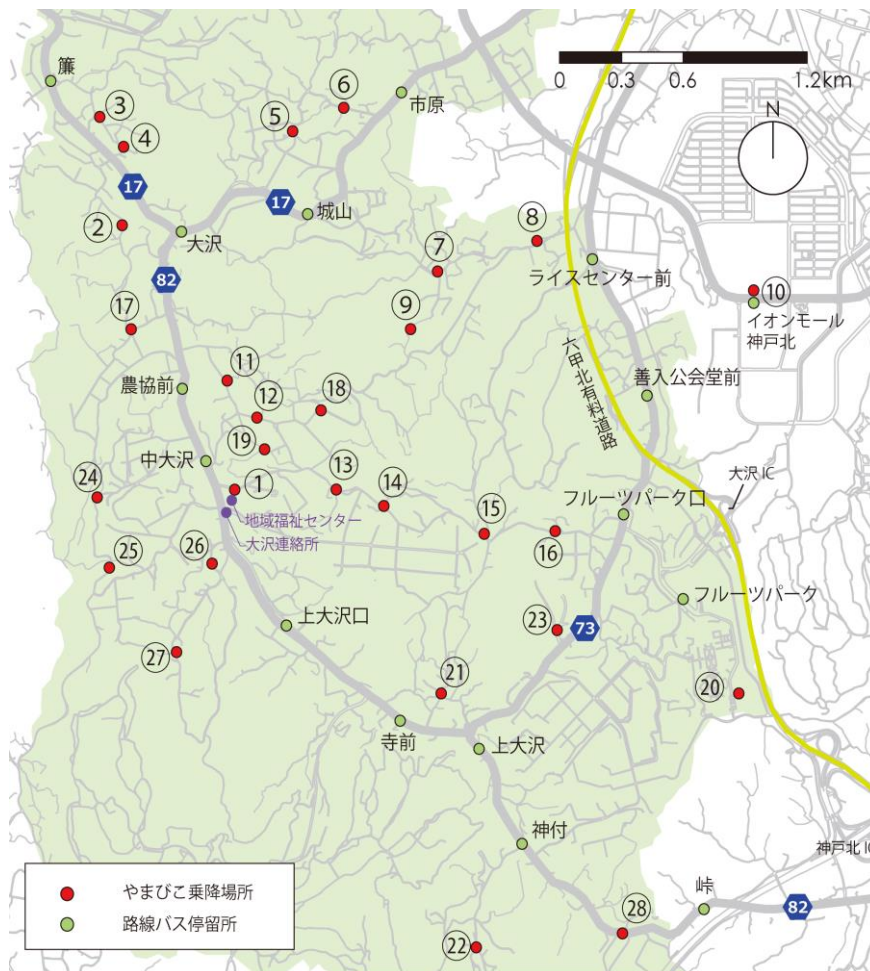 簾
③
④
⑤
⑥
市原
0 0.3 0.6 1.2km
N
17
17
城山
②
大沢
⑦
⑧
82
ライスセンター前
⑩
イオンモール
神戸北
⑰
⑨
六甲北有料道路
農協前
⑪
⑫
⑱
善入公会堂前
中大沢
⑲
①
⑬
⑭
大沢 IC
㉔
地域福祉センター
大沢連絡所
⑮
⑯
フルーツパーク口
㉕
㉖
フルーツパーク
上大沢口
㉓
73
㉗
㉑
⑳
寺前
上大沢
神付
神戸北 IC
やまびこ乗降場所
路線バス停留所
㉒
㉘
峠
82